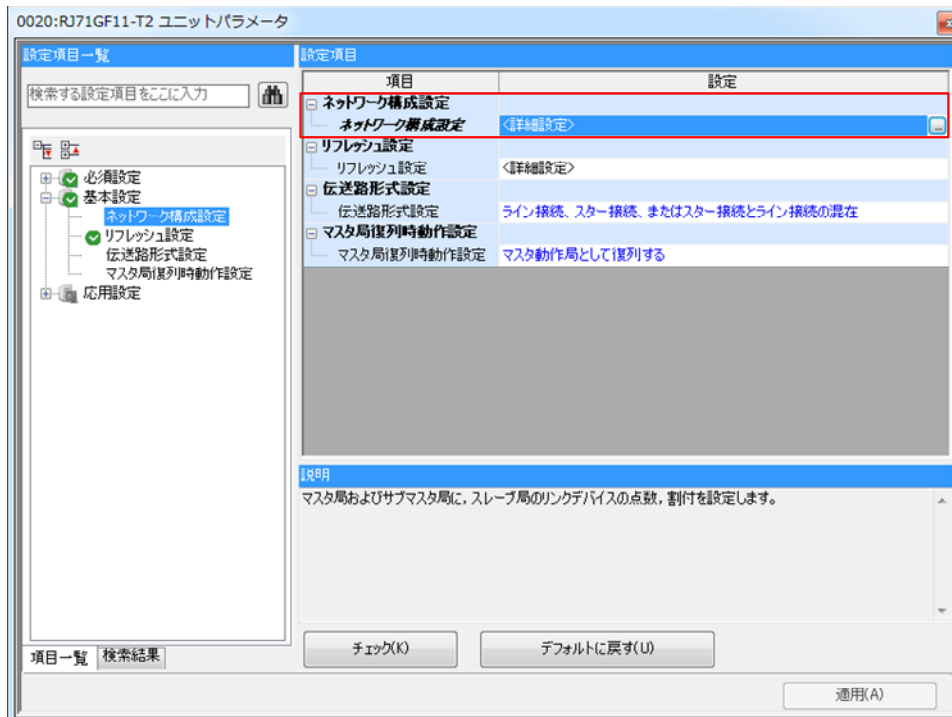 0020:RJ71GF11-T2 ユニットパラメータ
設定項目一覧
検索する設定項目をここに入力
必須設定
基本設定
ネットワーク構成設定
リフレッシュ設定
伝送路形式設定
マスタ局復列時動作設定
応用設定
項目一覧 検索結果
設定項目
項目 設定
ネットワーク構成設定
ネットワーク構成設定 <詳細設定>
リフレッシュ設定
リフレッシュ設定 <詳細設定>
伝送路形式設定
伝送路形式設定 ライン接続、スター接続、またはスター接続とライン接続の混在
マスタ局復列時動作設定
マスタ局復列時動作設定 マスタ動作局として復列する
説明
マスタ局およびサブマスタ局に，スレーブ局のリンクデバイスの点数，割付を設定します。
チェック(K) デフォルトに戻す(U)
適用(A)